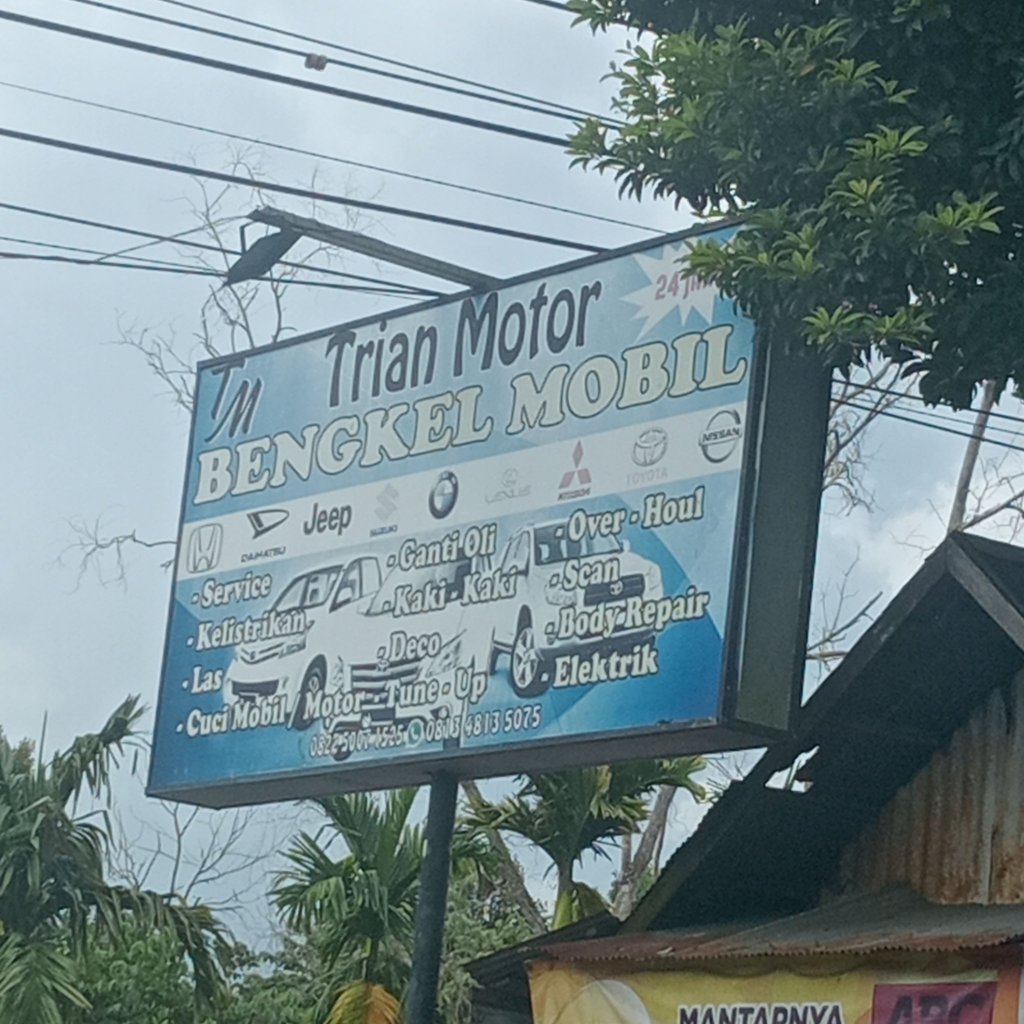 24 Jam
TM
Trian Motor
BENGKEL MOBIL
DAIHATSU Jeep SUZUKI LEXUS MITSUBISHI TOYOTA NISSAN
- Service
- Kelistrikan
- Las
- Cuci Mobil / Motor - Tune - Up
- Ganti Oli
- Kaki - Kaki
- Deco
- Over - Houl
- Scan
- Body Repair
- Elektrik
0813 4813 5075
MANTAPNYA
ABC